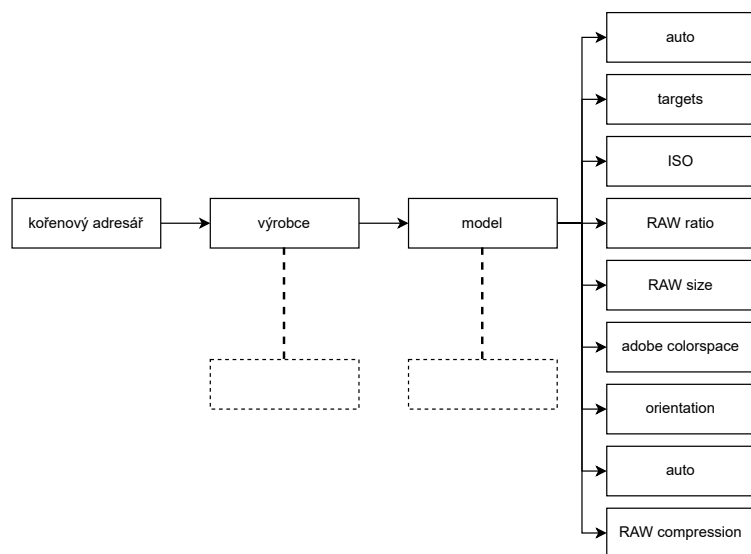 auto
targets
ISO
kořenový adresář
výrobce
model
RAW ratio
RAW size
adobe colorspace
orientation
auto
RAW compression